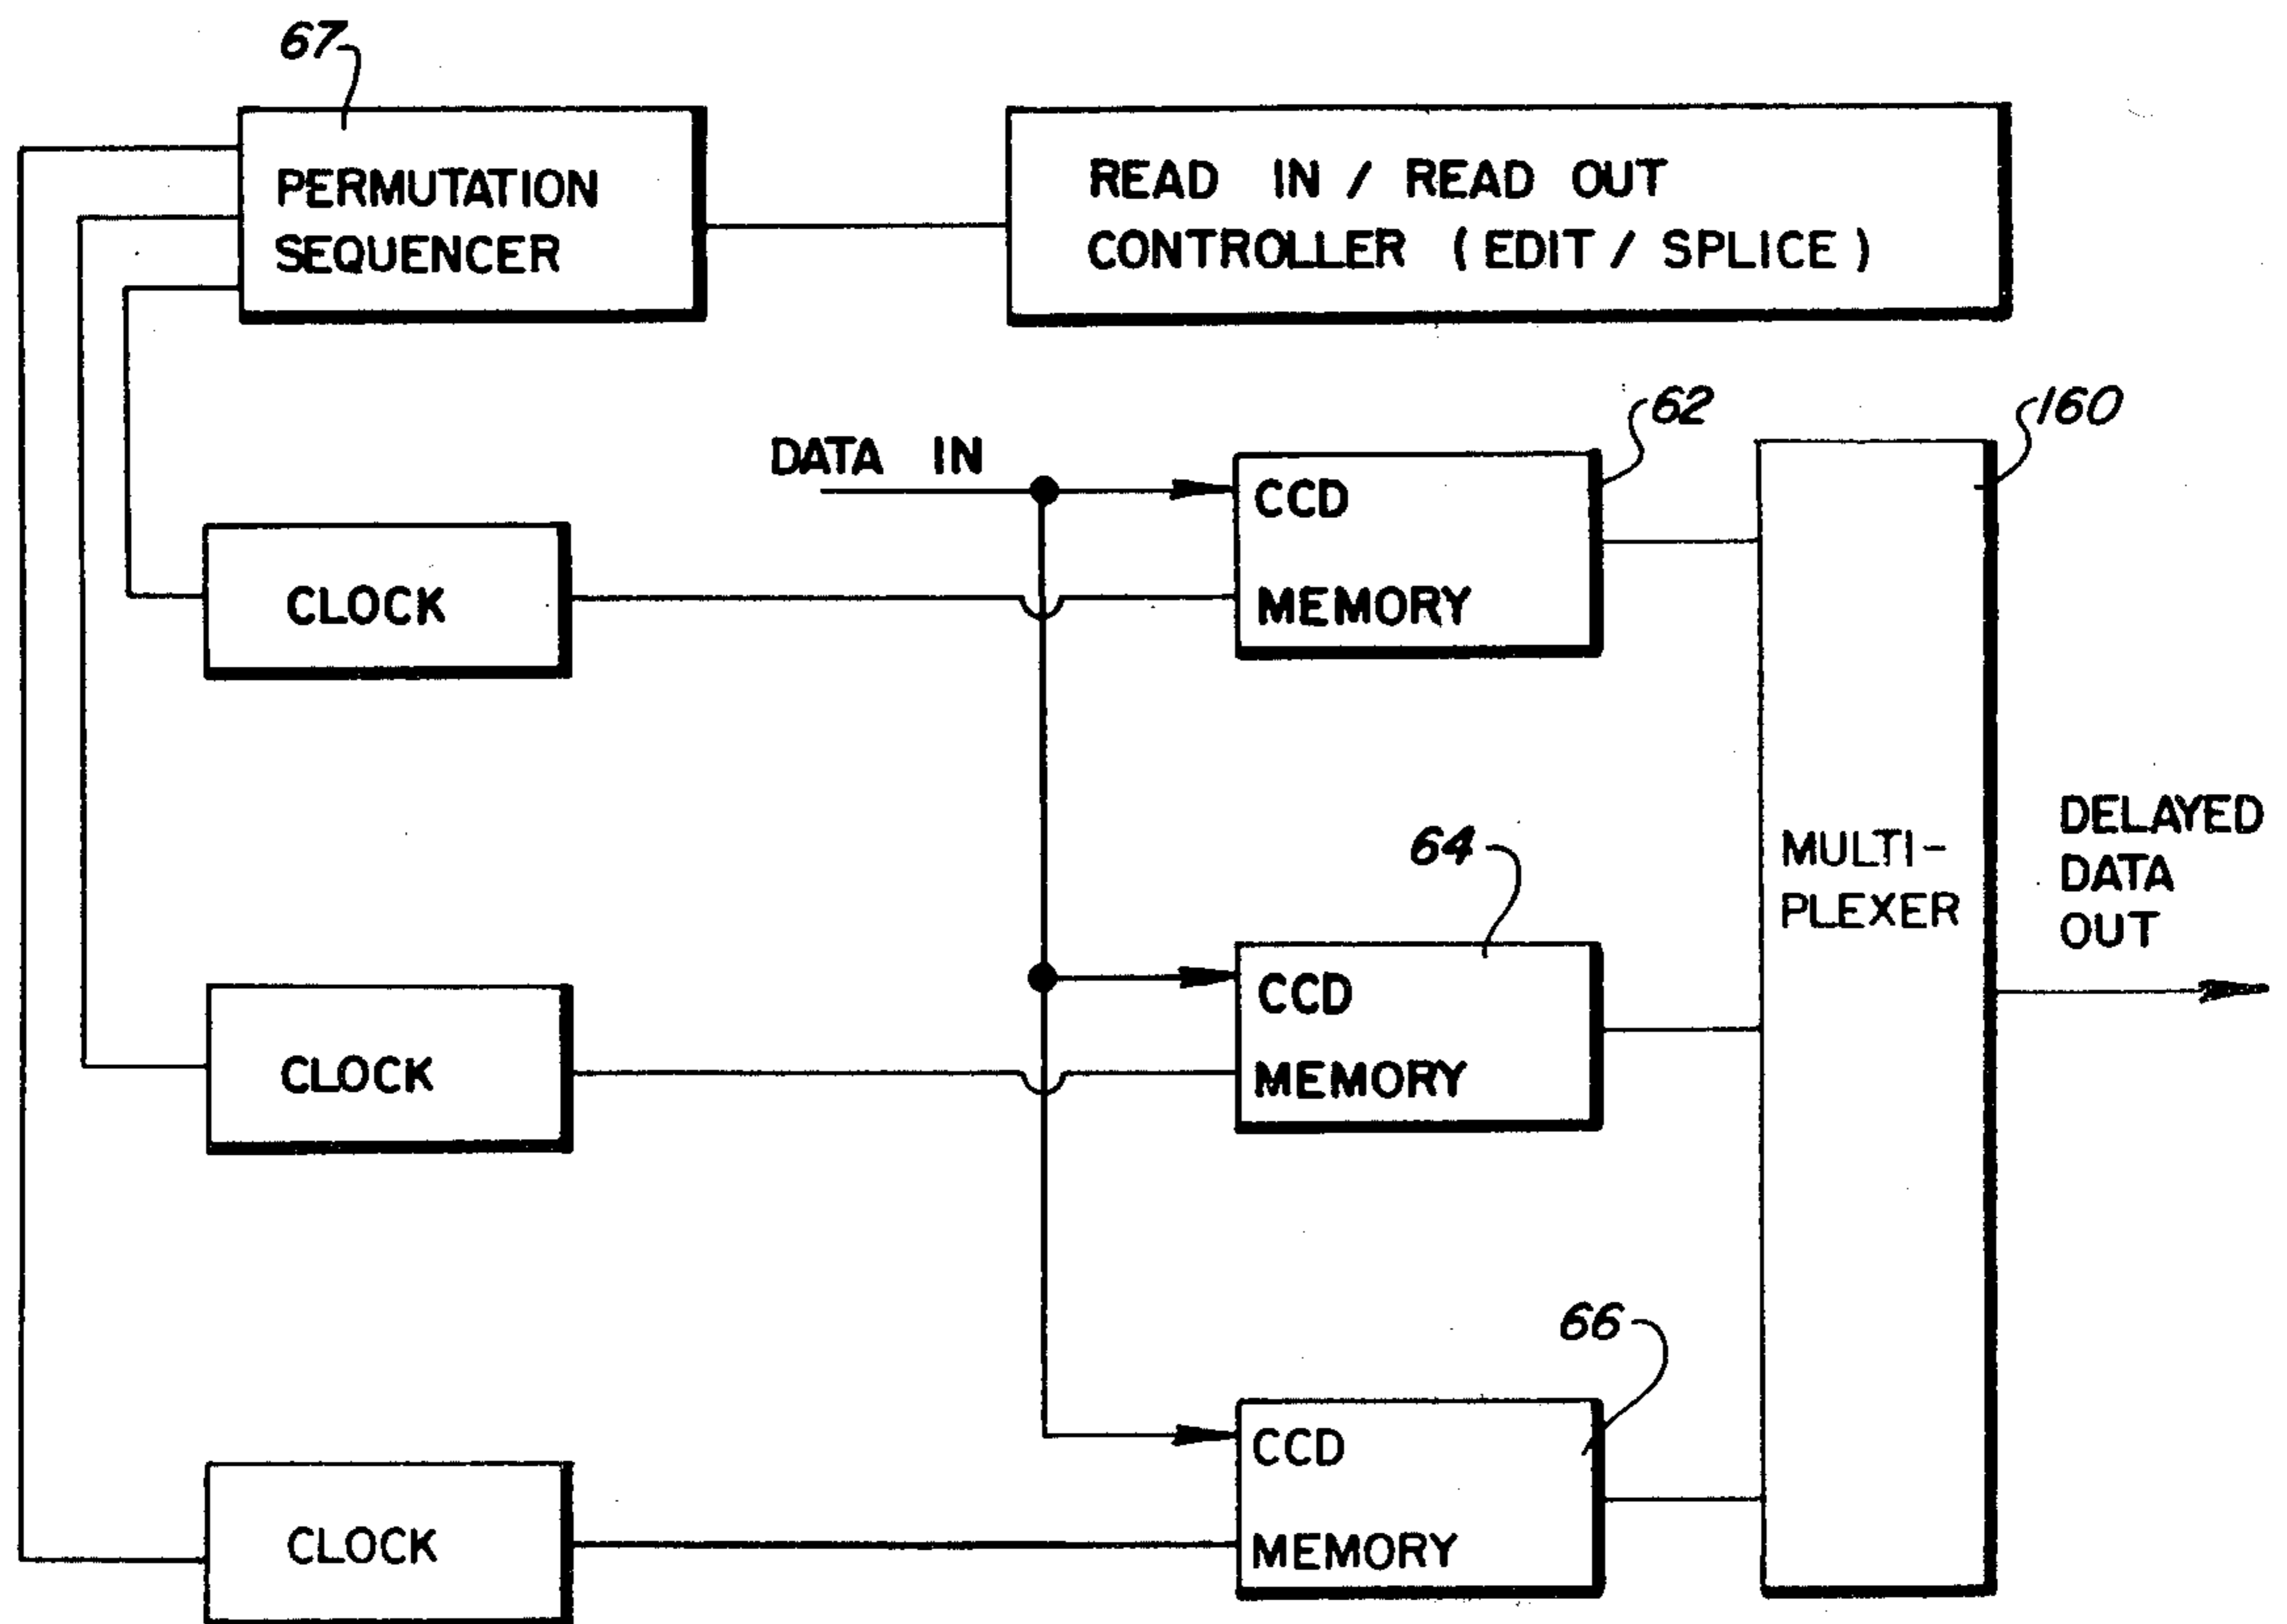 67
PERMUTATION
SEQUENCER
READ IN / READ OUT
CONTROLLER (EDIT / SPLICE)
DATA IN
62
160
CCD
MEMORY
CLOCK
64
MULTI-
PLEXER
DELAYED
DATA
OUT
CCD
MEMORY
CLOCK
66
CCD
MEMORY
CLOCK